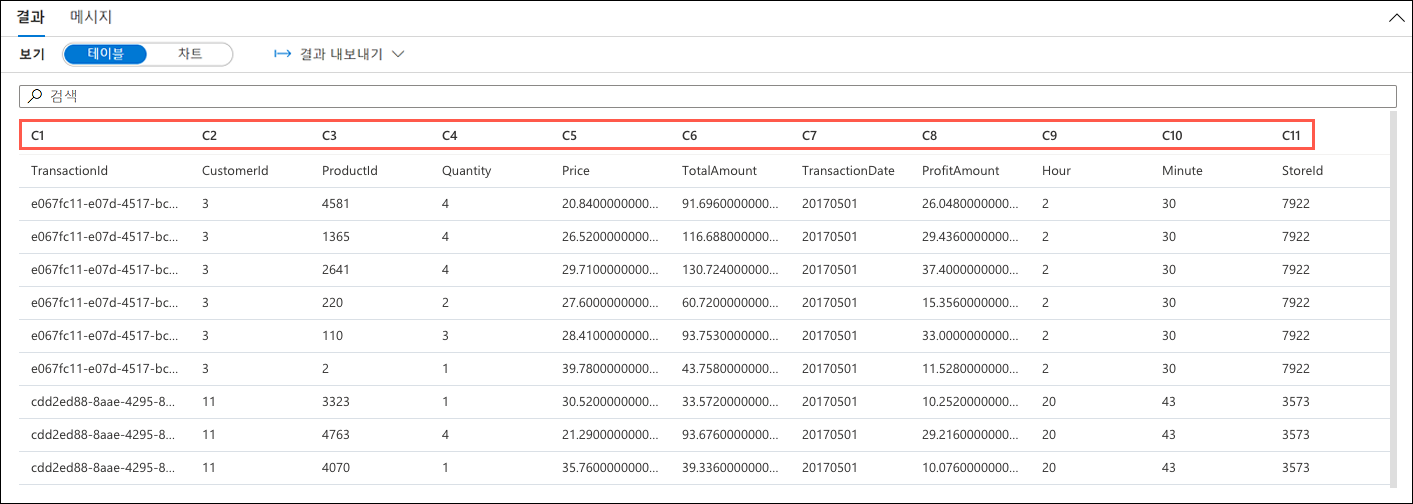 결과 메시지
보기 테이블 차트 결과 내보내기
검색
C1 C2 C3 C4 C5 C6 C7 C8 C9 C10 C11
TransactionId CustomerId ProductId Quantity Price TotalAmount TransactionDate ProfitAmount Hour Minute StoreId
e067fc11-e07d-4517-bc... 3 4581 4 20.8400000000... 91.6960000000... 20170501 26.0480000000... 2 30 7922
e067fc11-e07d-4517-bc... 3 1365 4 26.5200000000... 116.688000000... 20170501 29.4360000000... 2 30 7922
e067fc11-e07d-4517-bc... 3 2641 4 29.7100000000... 130.724000000... 20170501 37.4000000000... 2 30 7922
e067fc11-e07d-4517-bc... 3 220 2 27.6000000000... 60.7200000000... 20170501 15.3560000000... 2 30 7922
e067fc11-e07d-4517-bc... 3 110 3 28.4100000000... 93.7530000000... 20170501 33.0000000000... 2 30 7922
e067fc11-e07d-4517-bc... 3 2 1 39.7800000000... 43.7580000000... 20170501 11.5280000000... 2 30 7922
cdd2ed88-8aae-4295-8... 11 3323 1 30.5200000000... 33.5720000000... 20170501 10.2520000000... 20 43 3573
cdd2ed88-8aae-4295-8... 11 4763 4 21.2900000000... 93.6760000000... 20170501 29.2160000000... 20 43 3573
cdd2ed88-8aae-4295-8... 11 4070 1 35.7600000000... 39.3360000000... 20170501 10.0760000000... 20 43 3573